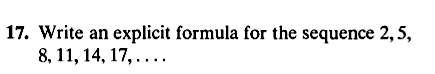 17. Write an explicit formula for the sequence 2, 5,
8, 11, 14, 17, . . . .